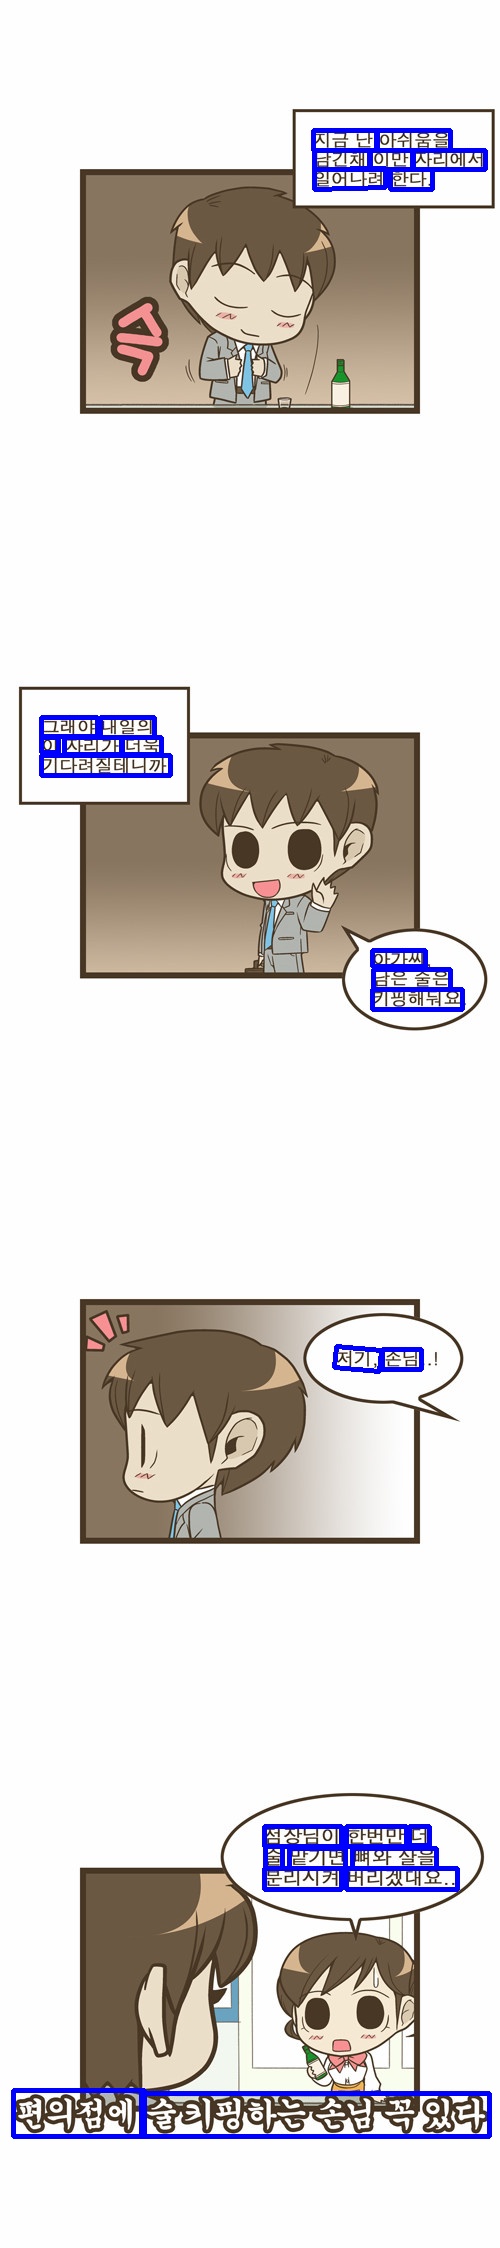 지금 난 아쉬움을
남긴채 이만 자리에서
일어나려 한다.
슥
그래야 내일의
이 자리가 더욱
기다려질테니까
아가씨,
남은 술은
키핑해둬요.
저기, 손님..!
점장님이 한번만 더
술 맡기면 뼈와 살을
분리시켜 버리겠대요..
편의점에 술 키핑하는 손님 꼭 있다